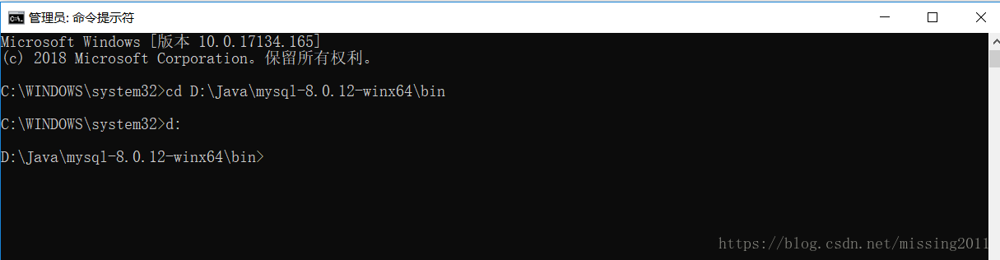 管理员: 命令提示符
Microsoft Windows [版本 10.0.17134.165]
(c) 2018 Microsoft Corporation。保留所有权利。
C:\WINDOWS\system32>cd D:\Java\mysql-8.0.12-winx64\bin
C:\WINDOWS\system32>d:
D:\Java\mysql-8.0.12-winx64\bin>
https://blog.csdn.net/missing2011